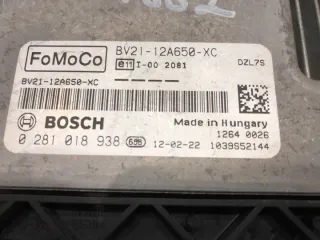 FoMoCo
BV21-12A650-XC
e11 I-00 2081
DZL7S
BV21-12A650-XC
BOSCH
Made in Hungary
1264 0026
0 281 018 938
12-02-22
1039S52144